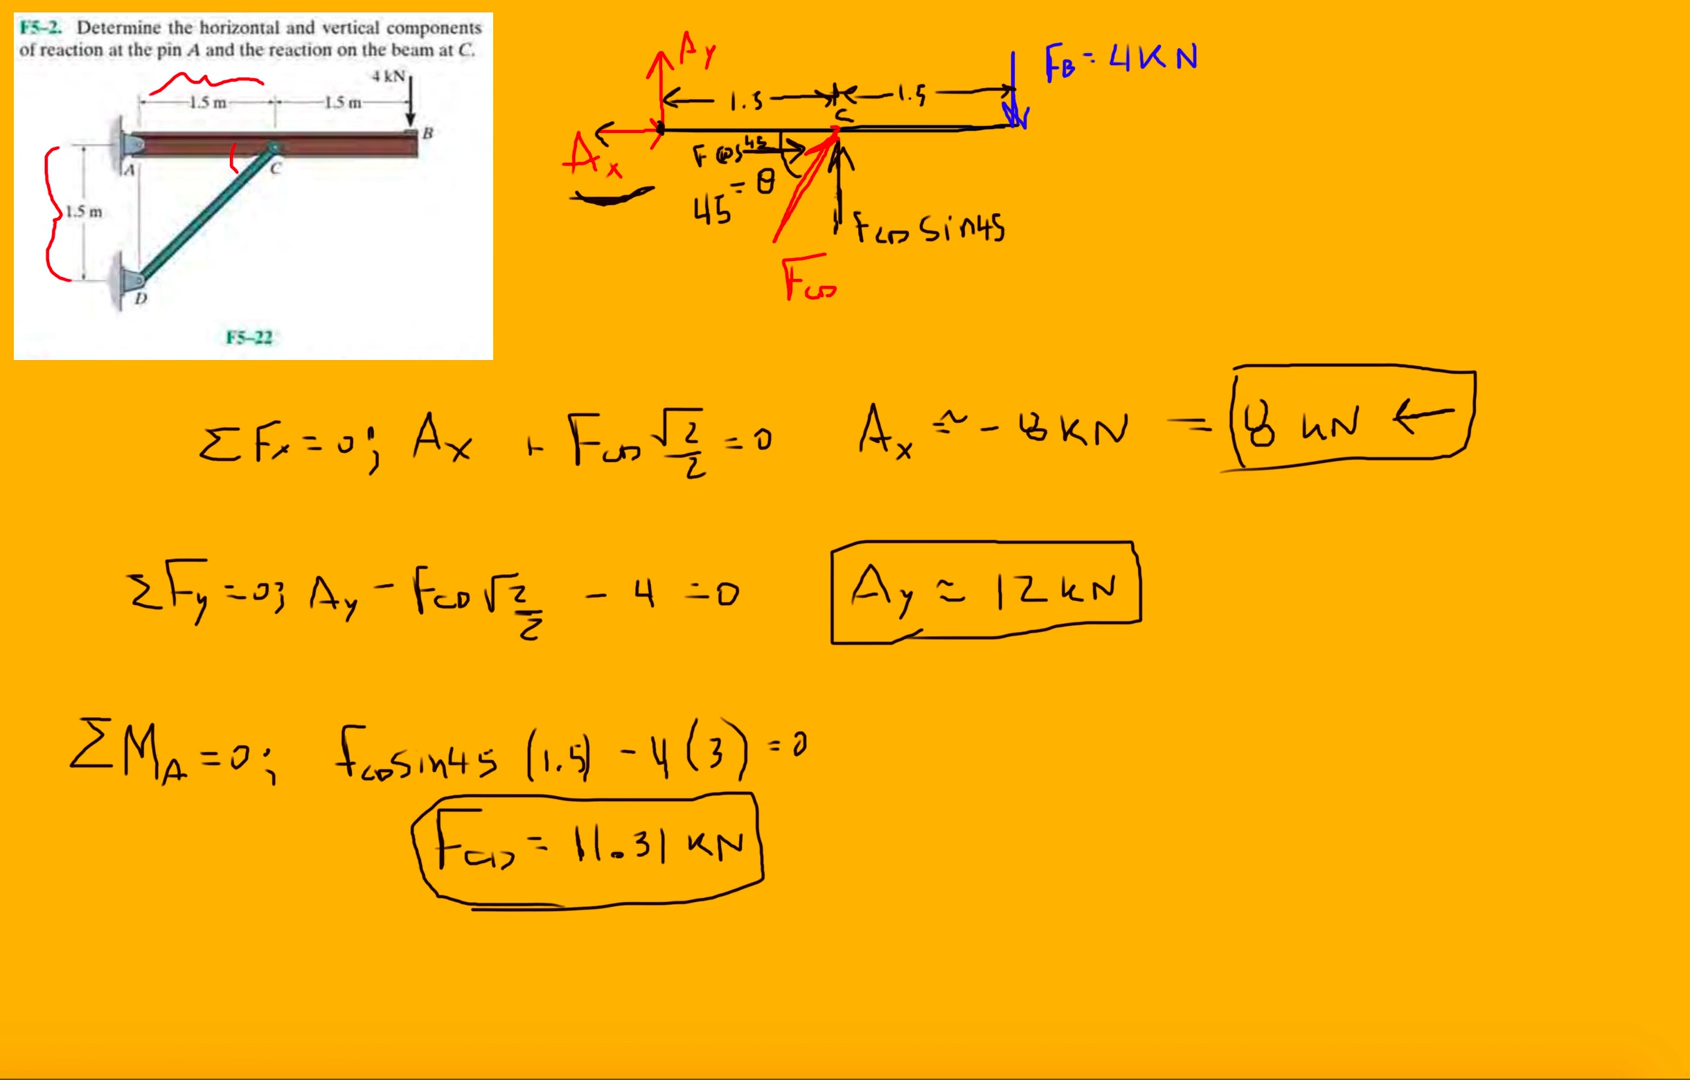 F5–2. Determine the horizontal and vertical components
of reaction at the pin A and the reaction on the beam at C.
4 kN
1.5 m
1.5 m
B
A
C
1.5 m
D
F5–22
Ay
FB = 4KN
1.5
1.5
C
Ax
F cos45
45 = θ
FCD sin45
FCD
ΣFx = 0; Ax + FCD √2/2 = 0
Ax ≈ -8KN = 8 kN ←
ΣFy = 0; Ay - FCD √2/2 - 4 = 0
Ay ≈ 12 kN
ΣMA = 0; FCD sin45 (1.5) - 4(3) = 0
FCD = 11.31 KN